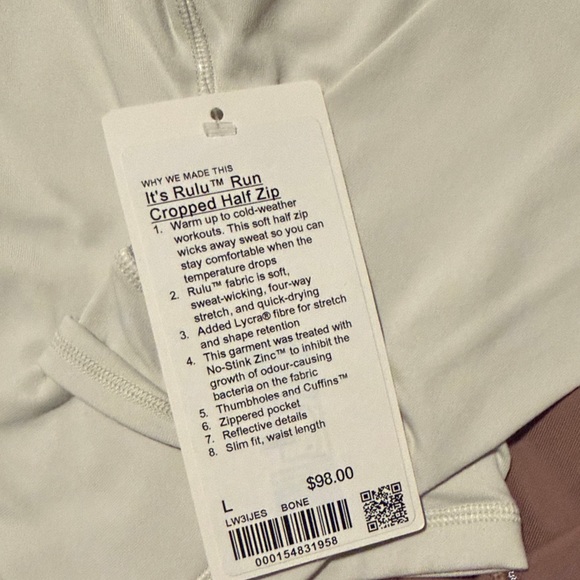 WHY WE MADE THIS
It's Rulu™ Run
Cropped Half Zip
1. Warm up to cold-weather
workouts. This soft half zip
wicks away sweat so you can
stay comfortable when the
temperature drops
2. Rulu™ fabric is soft,
sweat-wicking, four-way
stretch, and quick-drying
3. Added Lycra® fibre for stretch
and shape retention
4. This garment was treated with
No-Stink Zinc™ to inhibit the
growth of odour-causing
bacteria on the fabric
5. Thumbholes and Cuffins™
6. Zippered pocket
7. Reflective details
8. Slim fit, waist length
L $98.00
LW3IJES BONE
000154831958